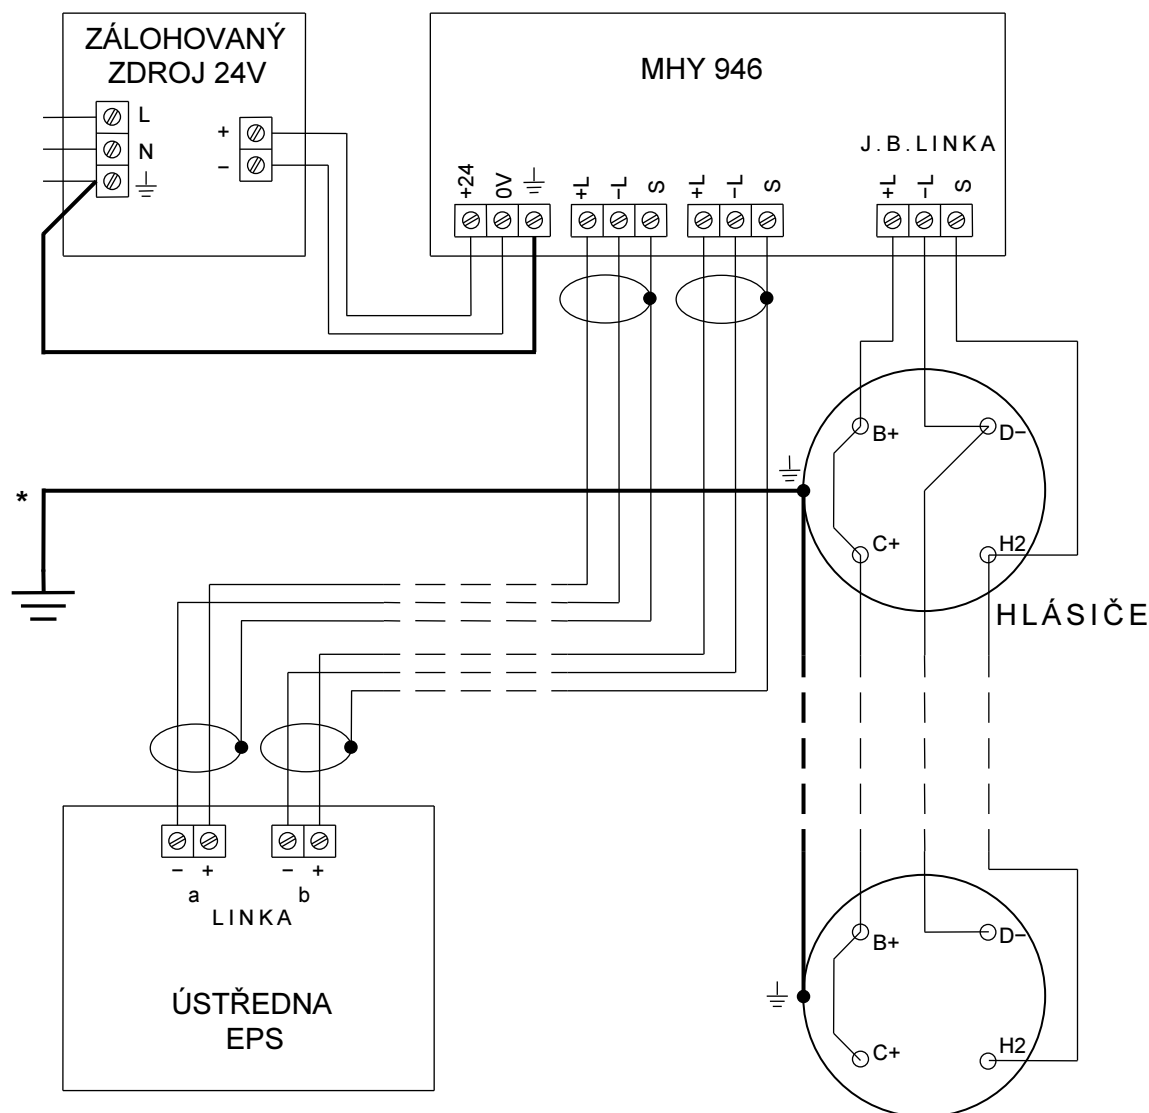 ZÁLOHOVANÝ
ZDROJ 24V
L
N
+
−
MHY 946
J.B.LINKA
+24
0V
+L
−L
S
+L
−L
S
+L
−L
S
B+
D−
C+
H2
HLÁSIČE
*
− +
a
− +
b
LINKA
ÚSTŘEDNA
EPS
B+
D−
C+
H2